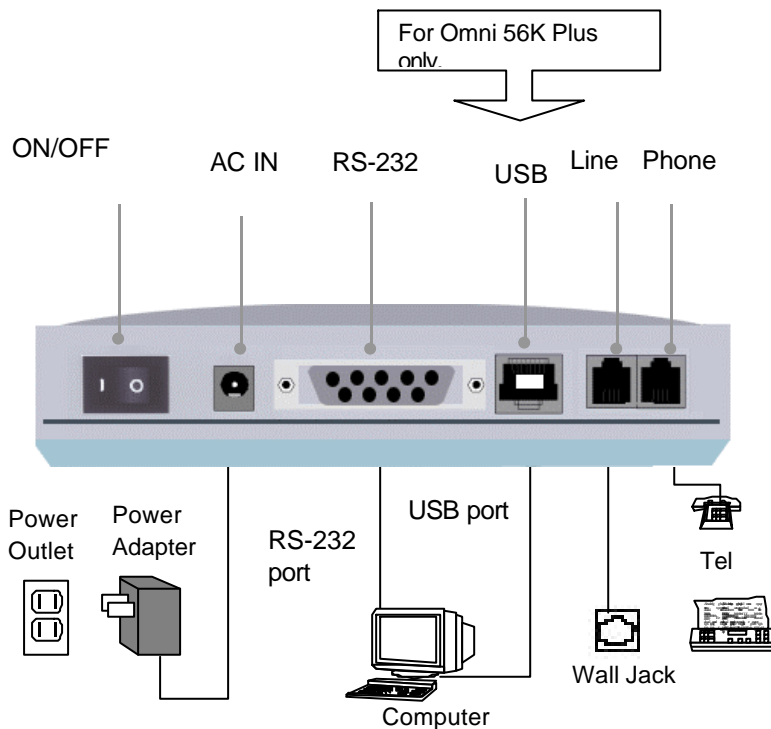 For Omni 56K Plus
only.
ON/OFF
AC IN
RS-232
USB
Line
Phone
I O
Power
Outlet
Power
Adapter
RS-232
port
USB port
Tel
Wall Jack
Computer